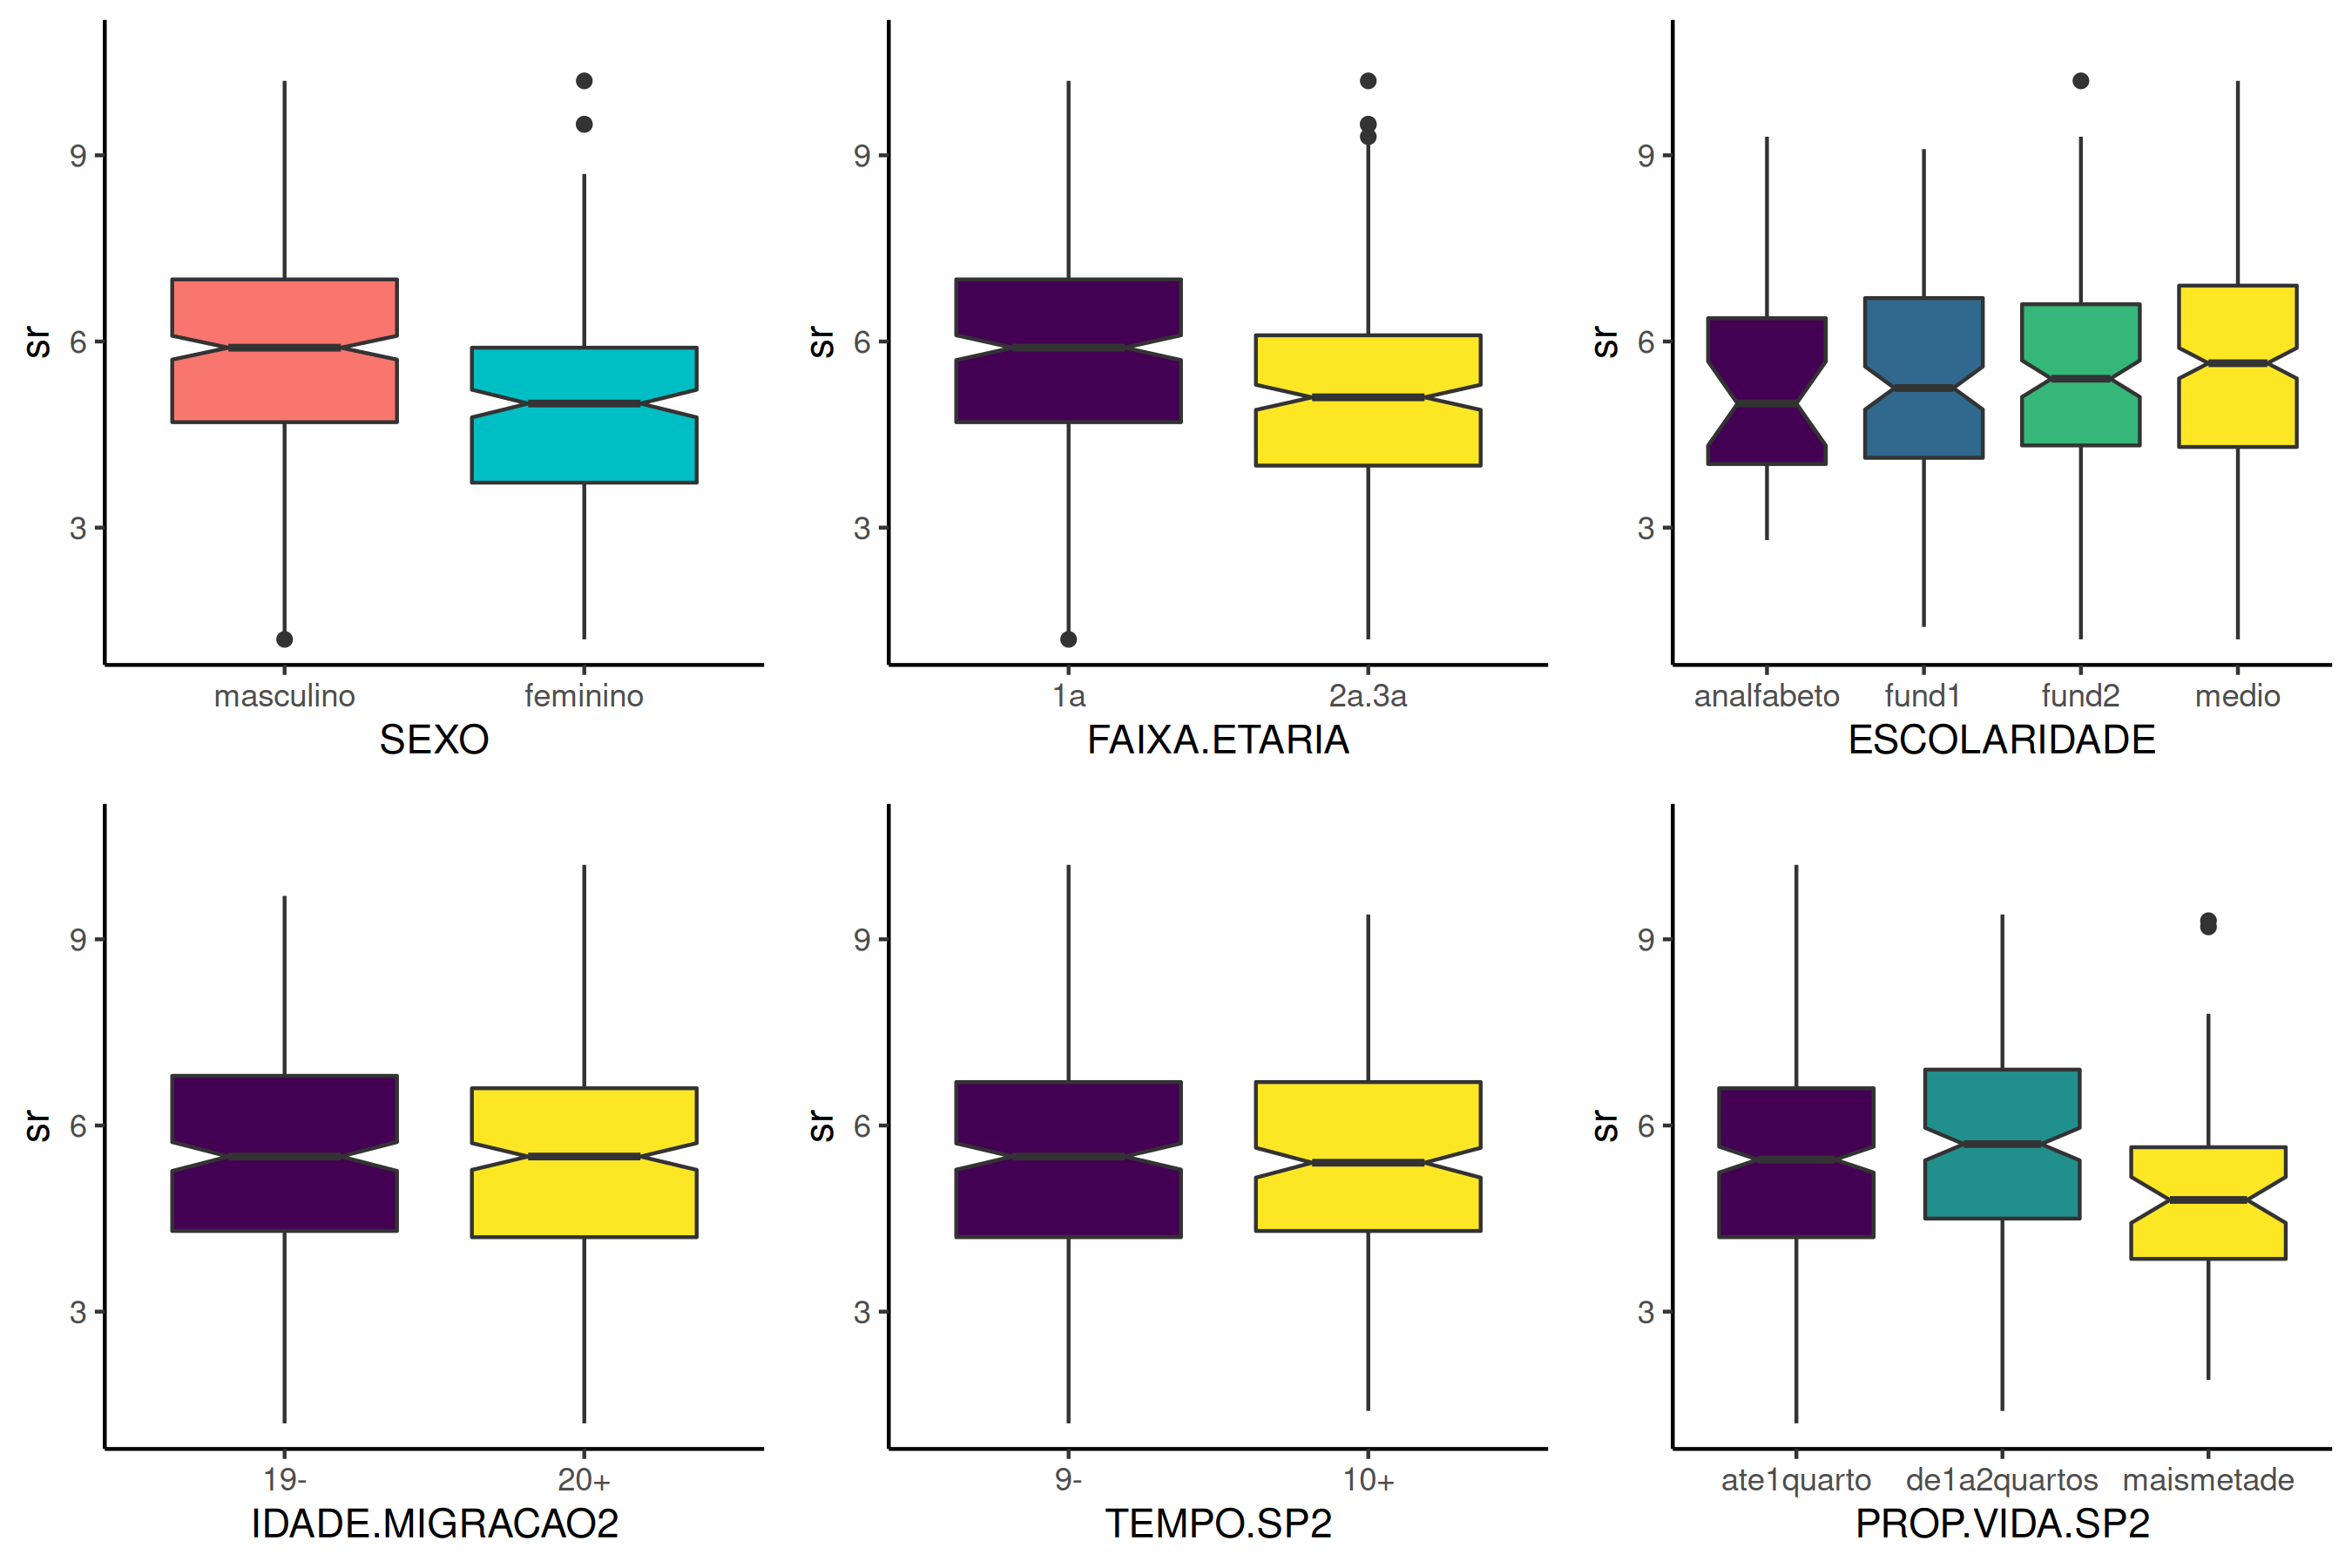 sr
9
6
3
masculino feminino
SEXO
sr
9
6
3
1a 2a.3a
FAIXA.ETARIA
sr
9
6
3
analfabeto fund1 fund2 medio
ESCOLARIDADE
sr
9
6
3
19- 20+
IDADE.MIGRACAO2
sr
9
6
3
9- 10+
TEMPO.SP2
sr
9
6
3
ate1quarto de1a2quartos maismetade
PROP.VIDA.SP2